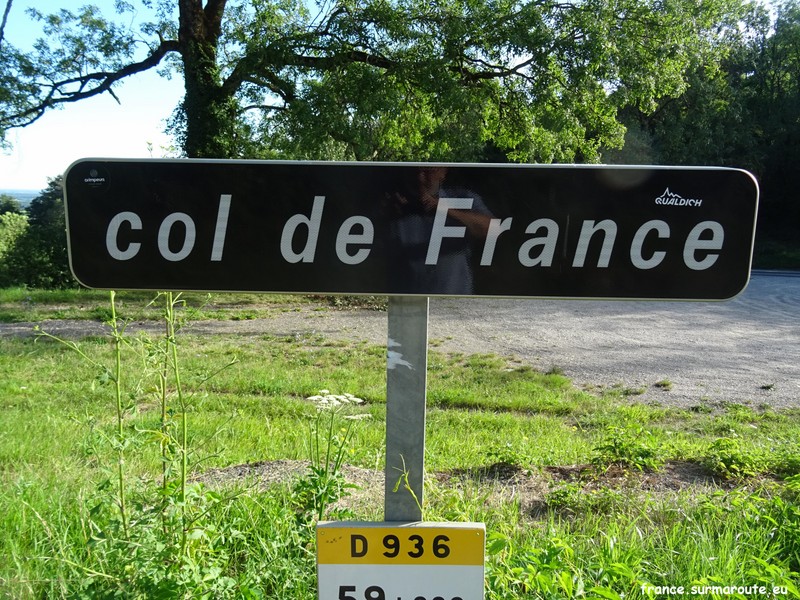 QUALDICH
col de France
D 936
france.surmaroute.eu